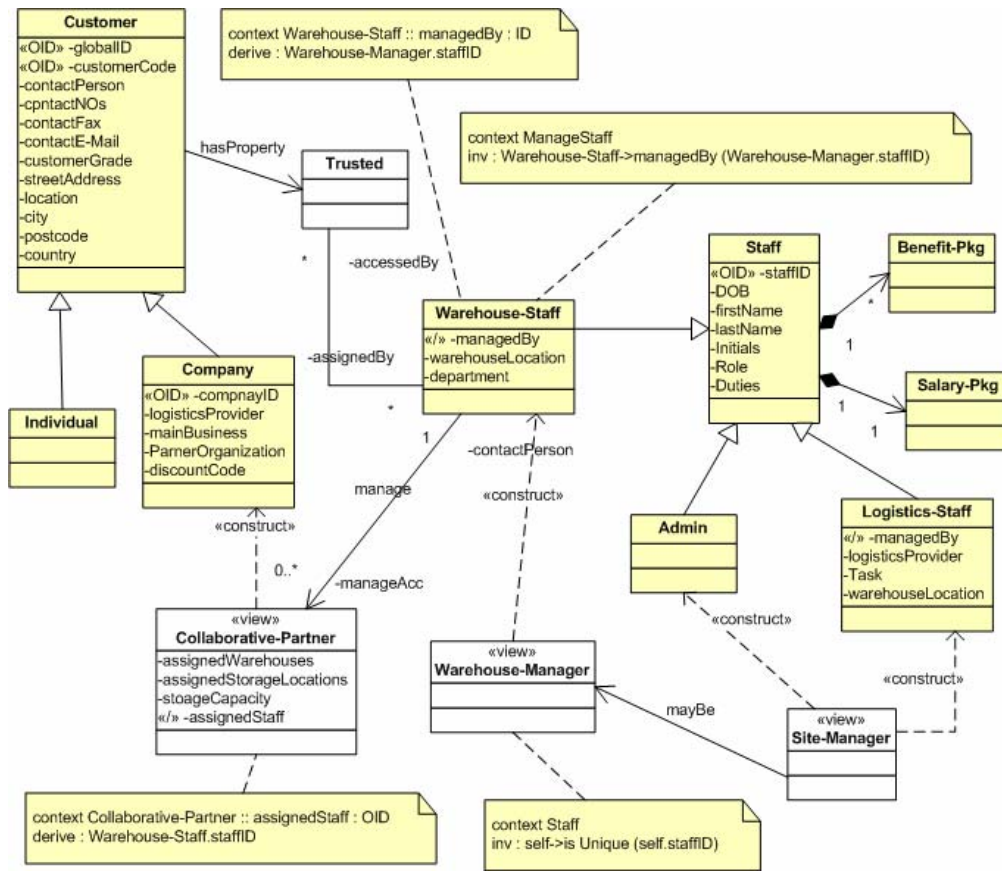 Customer
«OID» -globalID
«OID» -customerCode
-contactPerson
-cpntactNOs
-contactFax
-contactE-Mail
-customerGrade
-streetAddress
-location
-city
-postcode
-country
context Warehouse-Staff :: managedBy : ID
derive : Warehouse-Manager.staffID
context ManageStaff
inv : Warehouse-Staff->managedBy (Warehouse-Manager.staffID)
hasProperty
Trusted
*
-accessedBy
-assignedBy
*
Warehouse-Staff
«/» -managedBy
-warehouseLocation
-department
Staff
«OID» -staffID
-DOB
-firstName
-lastName
-Initials
-Role
-Duties
Benefit-Pkg
*
1
Salary-Pkg
1
1
Individual
Company
«OID» -compnayID
-logisticsProvider
-mainBusiness
-ParnerOrganization
-discountCode
«construct»
0..*
1
manage
-manageAcc
-contactPerson
«construct»
Admin
Logistics-Staff
«/» -managedBy
-logisticsProvider
-Task
-warehouseLocation
«construct»
«construct»
«view»
Collaborative-Partner
-assignedWarehouses
-assignedStorageLocations
-stoageCapacity
«/» -assignedStaff
«view»
Warehouse-Manager
mayBe
«view»
Site-Manager
context Collaborative-Partner :: assignedStaff : OID
derive : Warehouse-Staff.staffID
context Staff
inv : self->is Unique (self.staffID)